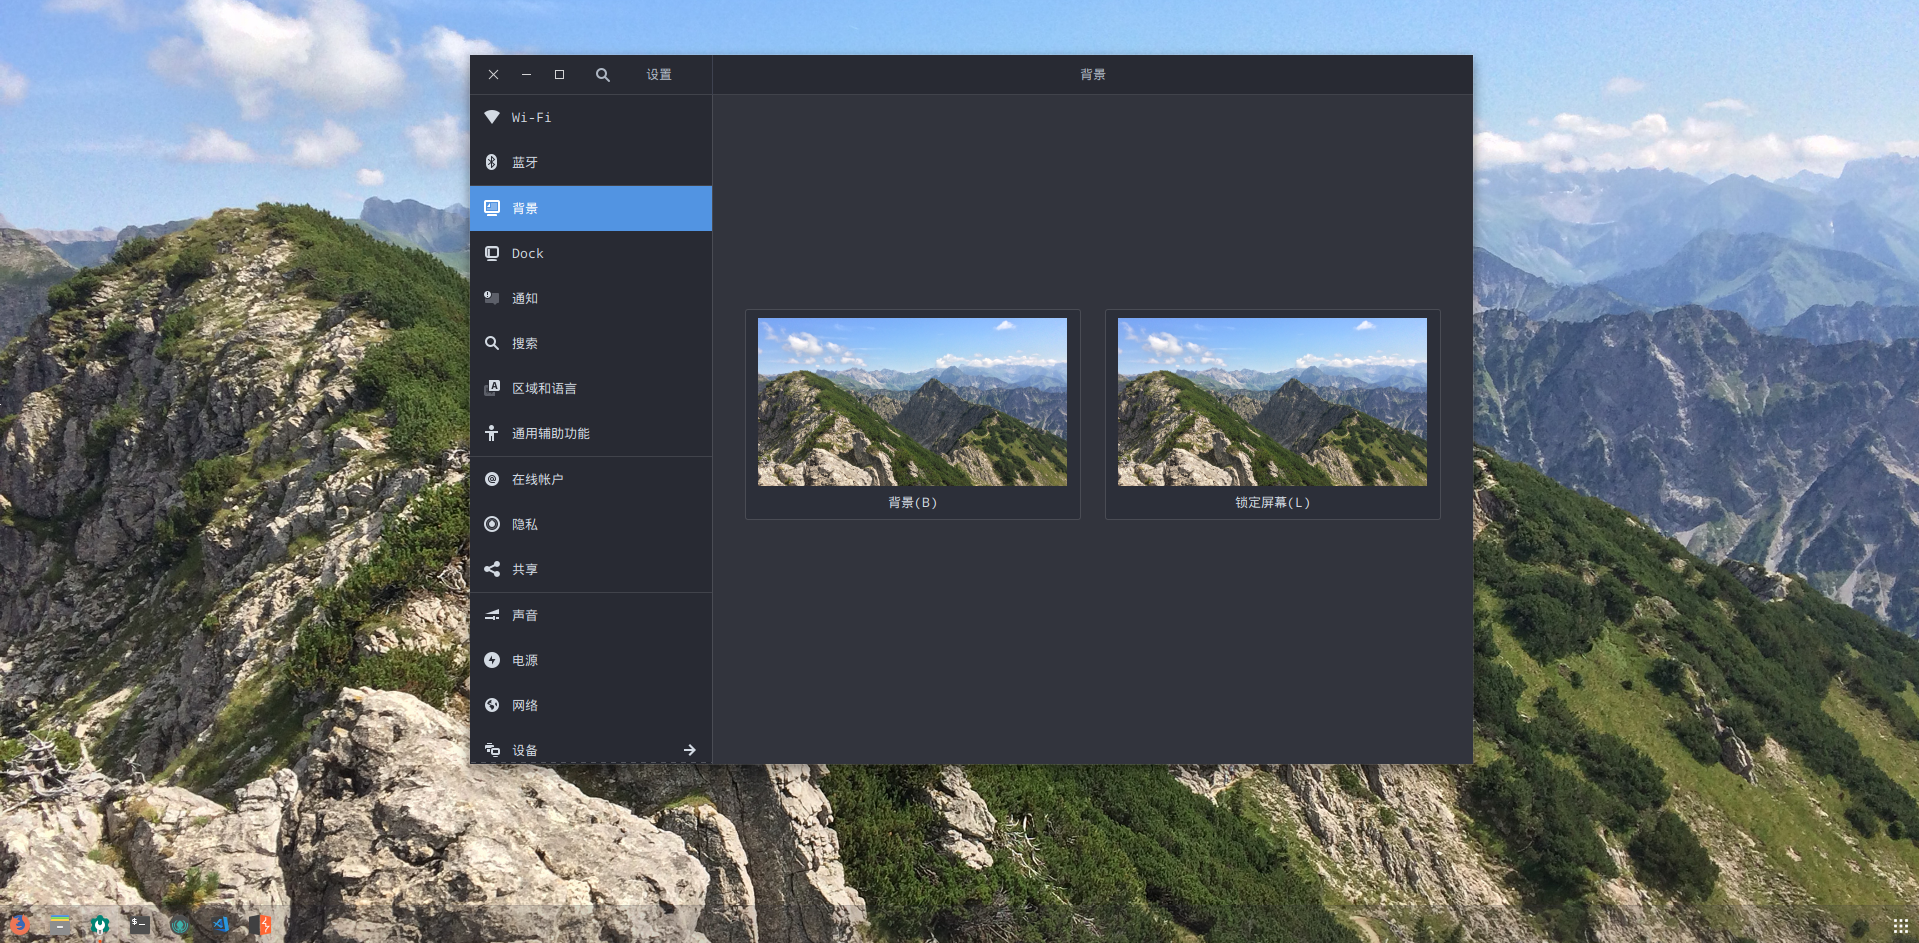 设置
背景
Wi-Fi
蓝牙
背景
Dock
通知
搜索
区域和语言
通用辅助功能
在线帐户
隐私
共享
声音
电源
网络
设备
背景(B)
锁定屏幕(L)
$-